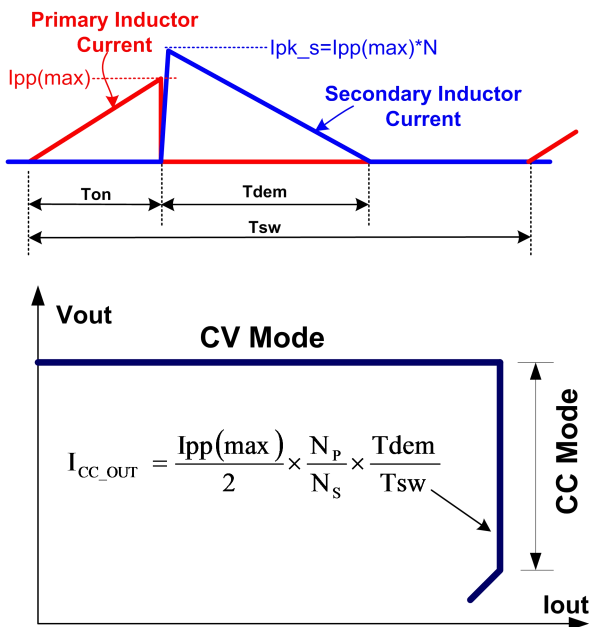 Primary Inductor
Current
Ipk_s=Ipp(max)*N
Ipp(max)
Secondary Inductor
Current
Ton
Tdem
Tsw
Vout
CV Mode
I_CC_OUT = Ipp(max)/2 × N_P/N_S × Tdem/Tsw
CC Mode
Iout